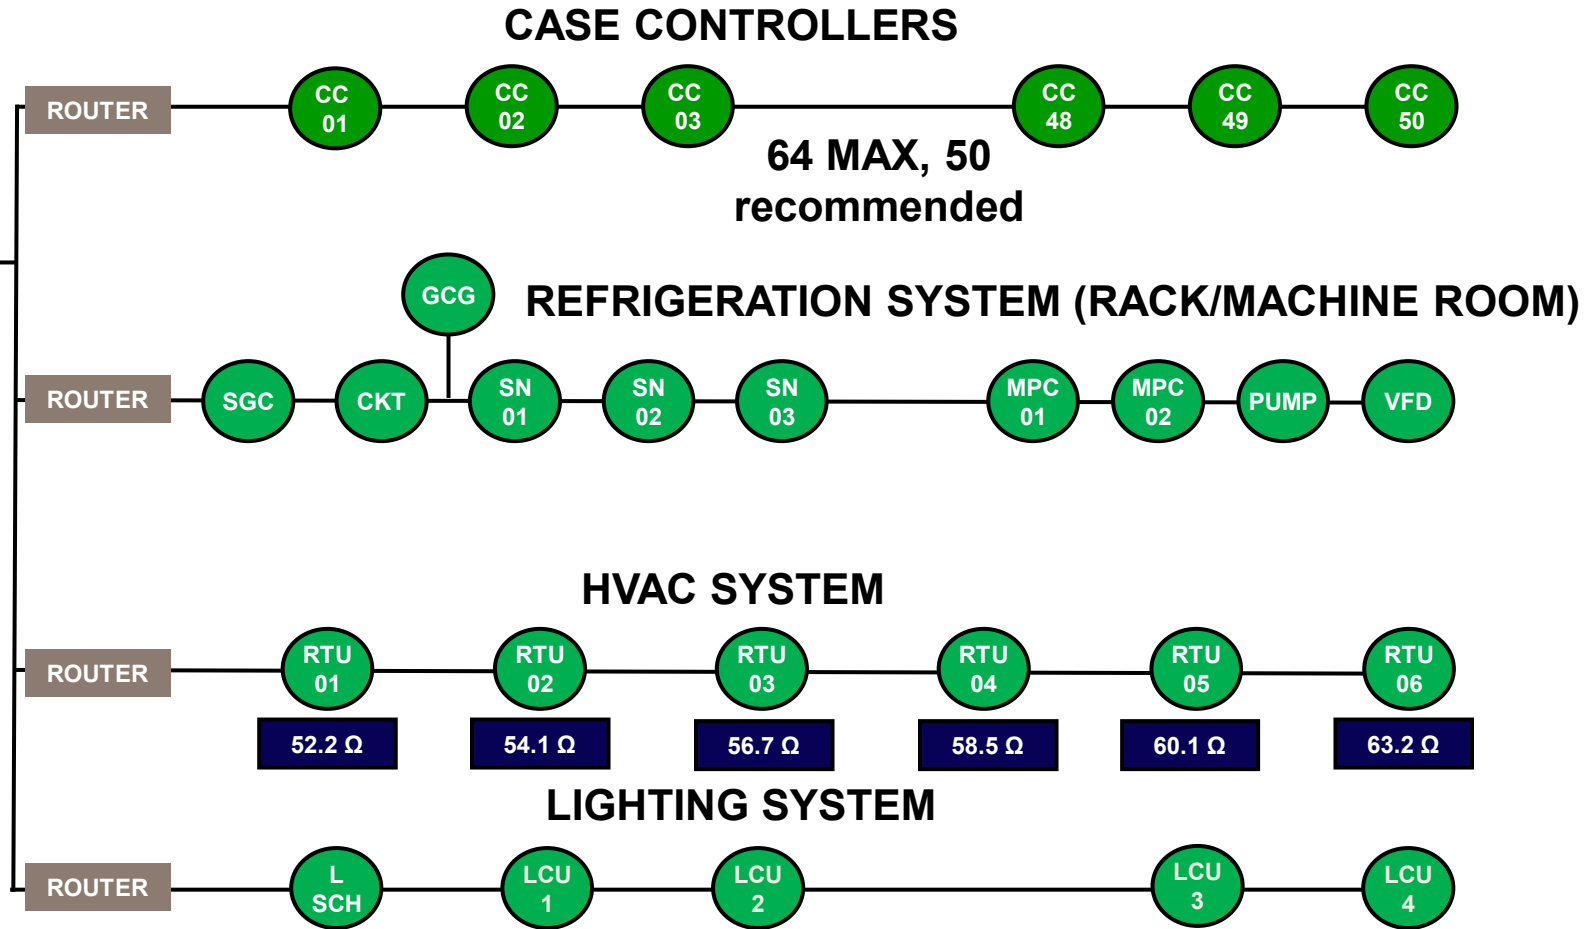 CASE CONTROLLERS
ROUTER
CC
01
CC
02
CC
03
CC
48
CC
49
CC
50
64 MAX, 50
recommended
GCG
REFRIGERATION SYSTEM (RACK/MACHINE ROOM)
ROUTER
SGC
CKT
SN
01
SN
02
SN
03
MPC
01
MPC
02
PUMP
VFD
HVAC SYSTEM
ROUTER
RTU
01
RTU
02
RTU
03
RTU
04
RTU
05
RTU
06
52.2 Ω
54.1 Ω
56.7 Ω
58.5 Ω
60.1 Ω
63.2 Ω
LIGHTING SYSTEM
ROUTER
L
SCH
LCU
1
LCU
2
LCU
3
LCU
4